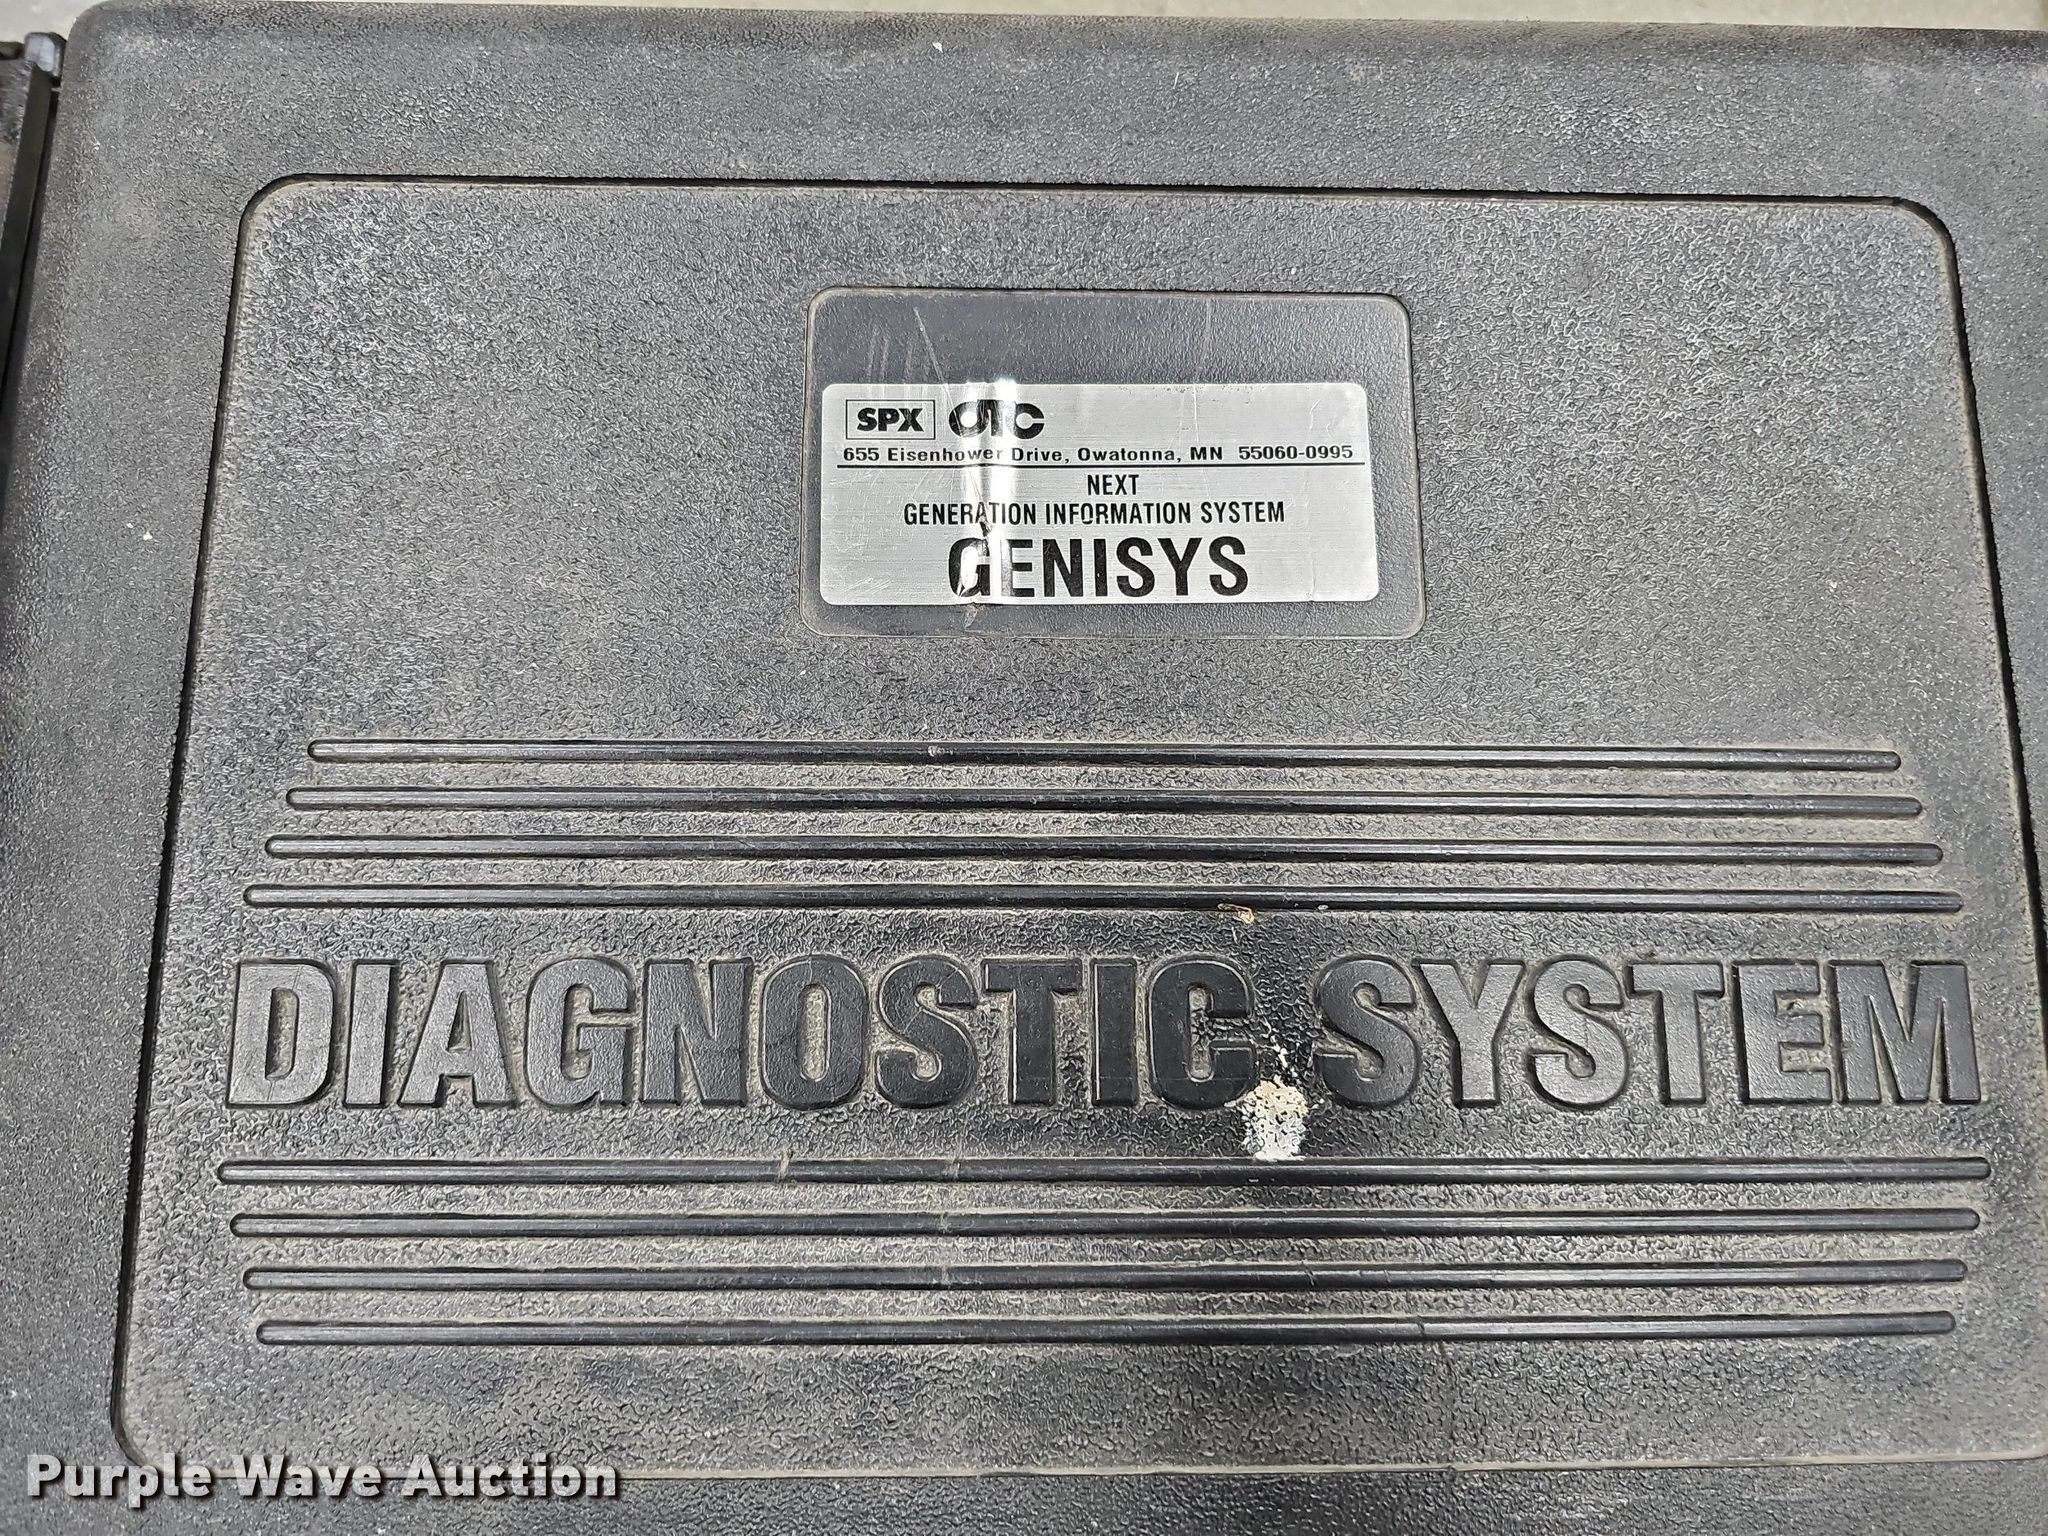 SPX OTC
655 Eisenhower Drive, Owatonna, MN 55060-0995
NEXT
GENERATION INFORMATION SYSTEM
GENISYS
DIAGNOSTIC SYSTEM
Purple Wave Auction